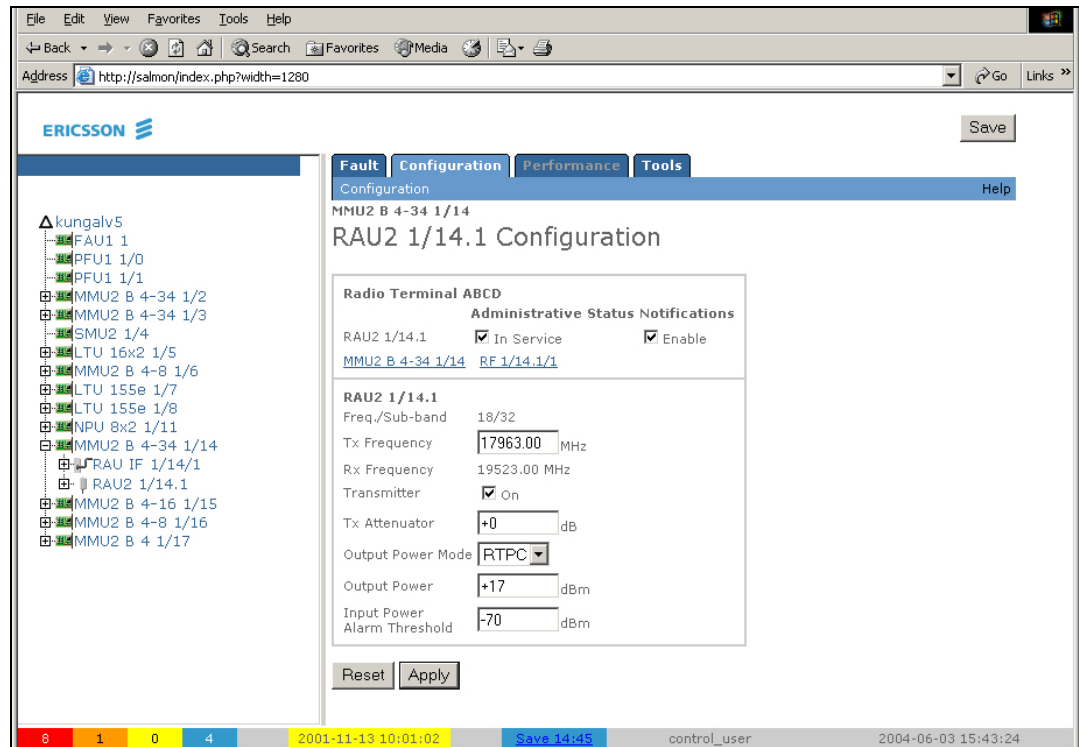 File Edit View Favorites Tools Help
Back Search Favorites Media
Address http://salmon/index.php?width=1280 Go Links »
ERICSSON
Save
Fault Configuration Performance Tools
Configuration Help
kungalv5
FAU1 1
PFU1 1/0
PFU1 1/1
MMU2 B 4-34 1/2
MMU2 B 4-34 1/3
SMU2 1/4
LTU 16x2 1/5
MMU2 B 4-8 1/6
LTU 155e 1/7
LTU 155e 1/8
NPU 8x2 1/11
MMU2 B 4-34 1/14
RAU IF 1/14/1
RAU2 1/14.1
MMU2 B 4-16 1/15
MMU2 B 4-8 1/16
MMU2 B 4 1/17
MMU2 B 4-34 1/14
RAU2 1/14.1 Configuration
Radio Terminal ABCD
Administrative Status Notifications
RAU2 1/14.1 In Service Enable
MMU2 B 4-34 1/14 RF 1/14.1/1
RAU2 1/14.1
Freq./Sub-band 18/32
Tx Frequency 17963.00 MHz
Rx Frequency 19523.00 MHz
Transmitter On
Tx Attenuator +0 dB
Output Power Mode RTPC
Output Power +17 dBm
Input Power
Alarm Threshold -70 dBm
Reset Apply
8 1 0 4 2001-11-13 10:01:02 Save 14:45 control_user 2004-06-03 15:43:24